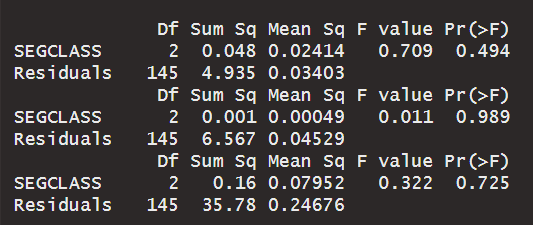 Df Sum Sq Mean Sq F value Pr(>F)
SEGCLASS 2 0.048 0.02414 0.709 0.494
Residuals 145 4.935 0.03403
Df Sum Sq Mean Sq F value Pr(>F)
SEGCLASS 2 0.001 0.00049 0.011 0.989
Residuals 145 6.567 0.04529
Df Sum Sq Mean Sq F value Pr(>F)
SEGCLASS 2 0.16 0.07952 0.322 0.725
Residuals 145 35.78 0.24676